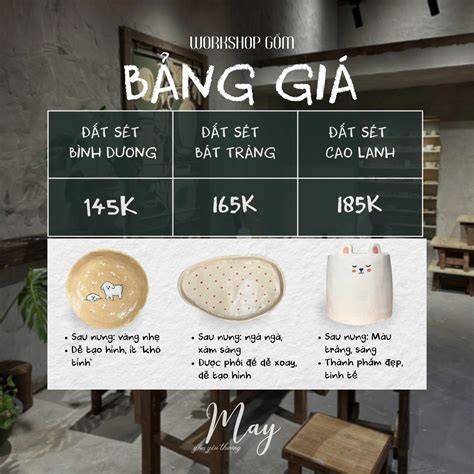 WORKSHOP GỐM
BẢNG GIÁ
ĐẤT SÉT
BÌNH DƯƠNG
ĐẤT SÉT
BÁT TRÀNG
ĐẤT SÉT
CAO LANH
145K
165K
185K
• Sau nung: vàng nhẹ
• Dễ tạo hình, ít "khó
tính"
• Sau nung: ngà ngà,
xám sáng
• Được phối để dễ xoay,
dễ tạo hình
• Sau nung: Màu
trắng, sáng
• Thành phẩm đẹp,
tinh tế
May
yêu thương